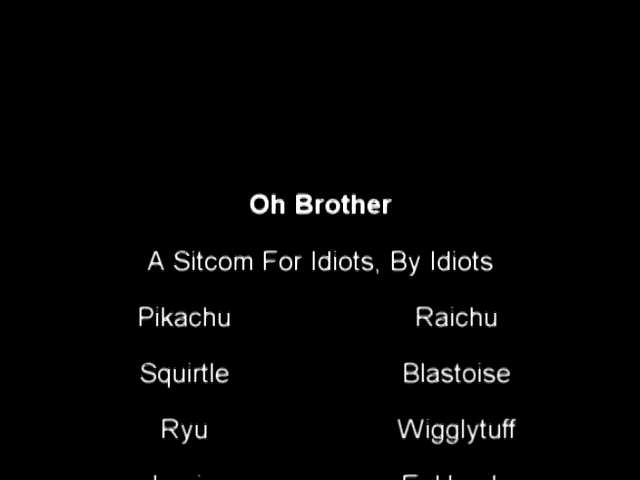 Oh Brother
A Sitcom For Idiots, By Idiots
Pikachu Raichu
Squirtle Blastoise
Ryu Wigglytuff